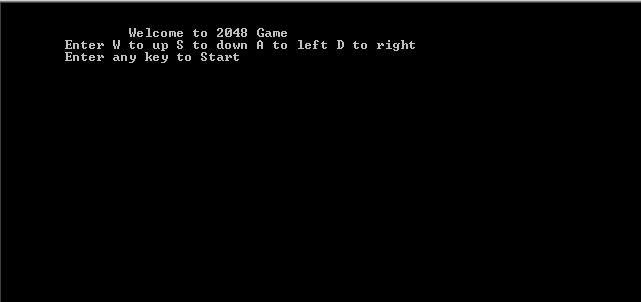 Welcome to 2048 Game
Enter W to up S to down A to left D to right
Enter any key to Start